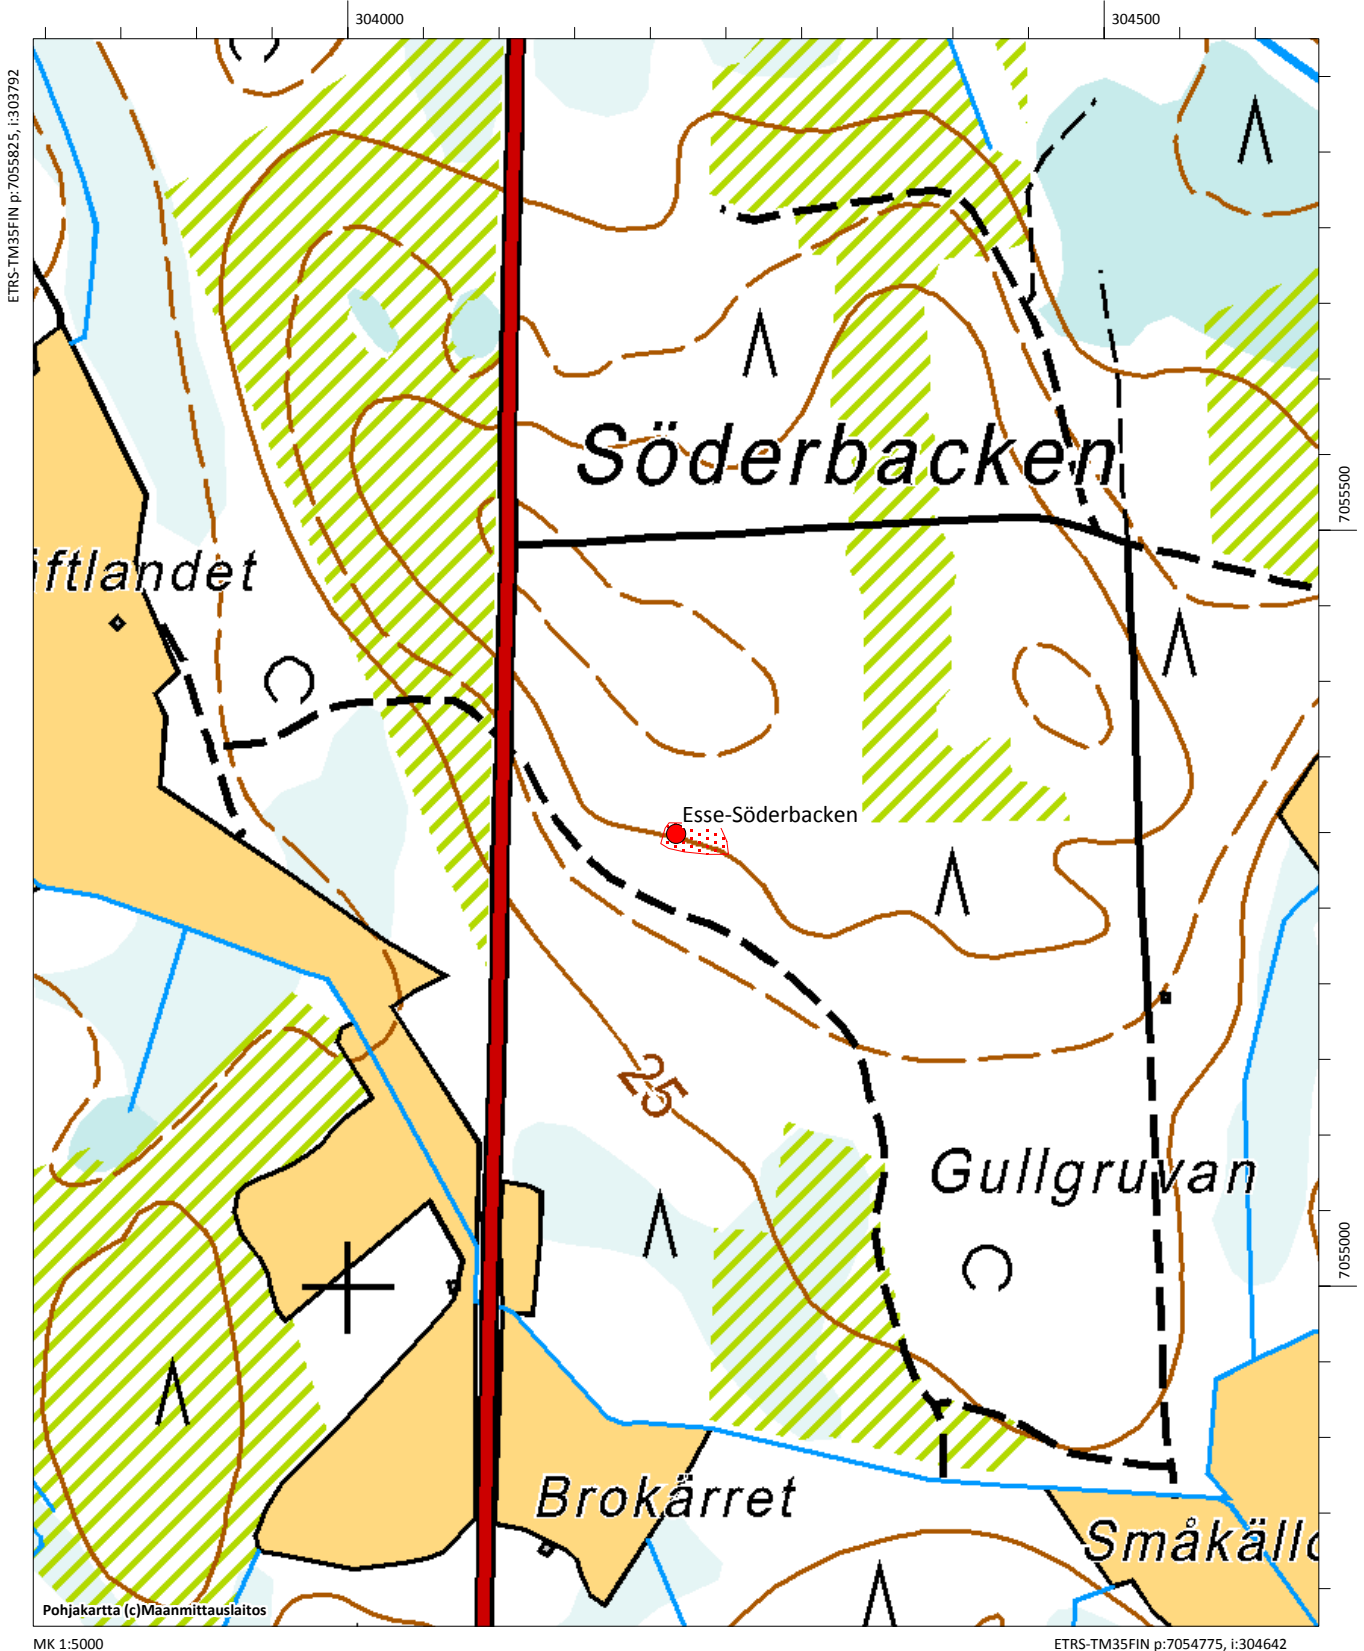 304000
304500
ETRS-TM35FIN p:7055825, i:303792
Söderbacken
7055500
iftlandet
Esse-Söderbacken
25
Gullgruvan
7055000
Brokärret
Småkäll
Pohjakartta (c)Maanmittauslaitos
MK 1:5000
ETRS-TM35FIN p:7054775, i:304642